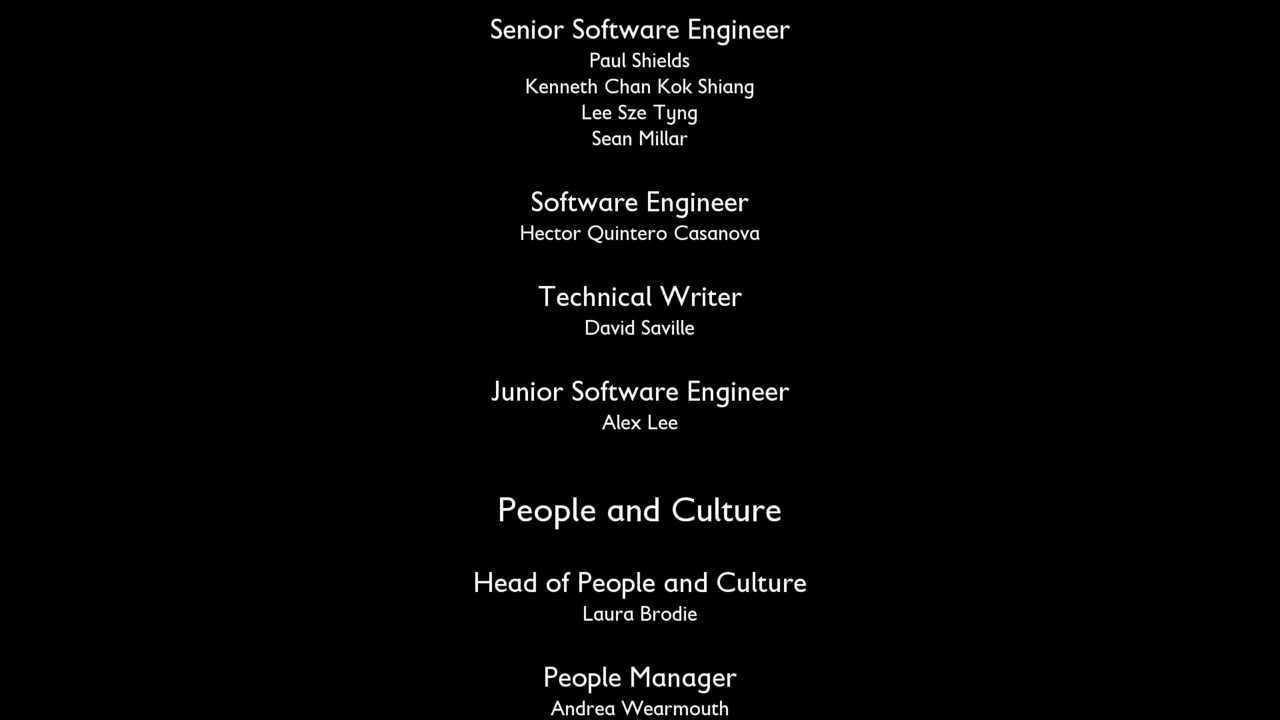 Senior Software Engineer
Paul Shields
Kenneth Chan Kok Shiang
Lee Sze Tyng
Sean Millar
Software Engineer
Hector Quintero Casanova
Technical Writer
David Saville
Junior Software Engineer
Alex Lee
People and Culture
Head of People and Culture
Laura Brodie
People Manager
Andrea Wearmouth